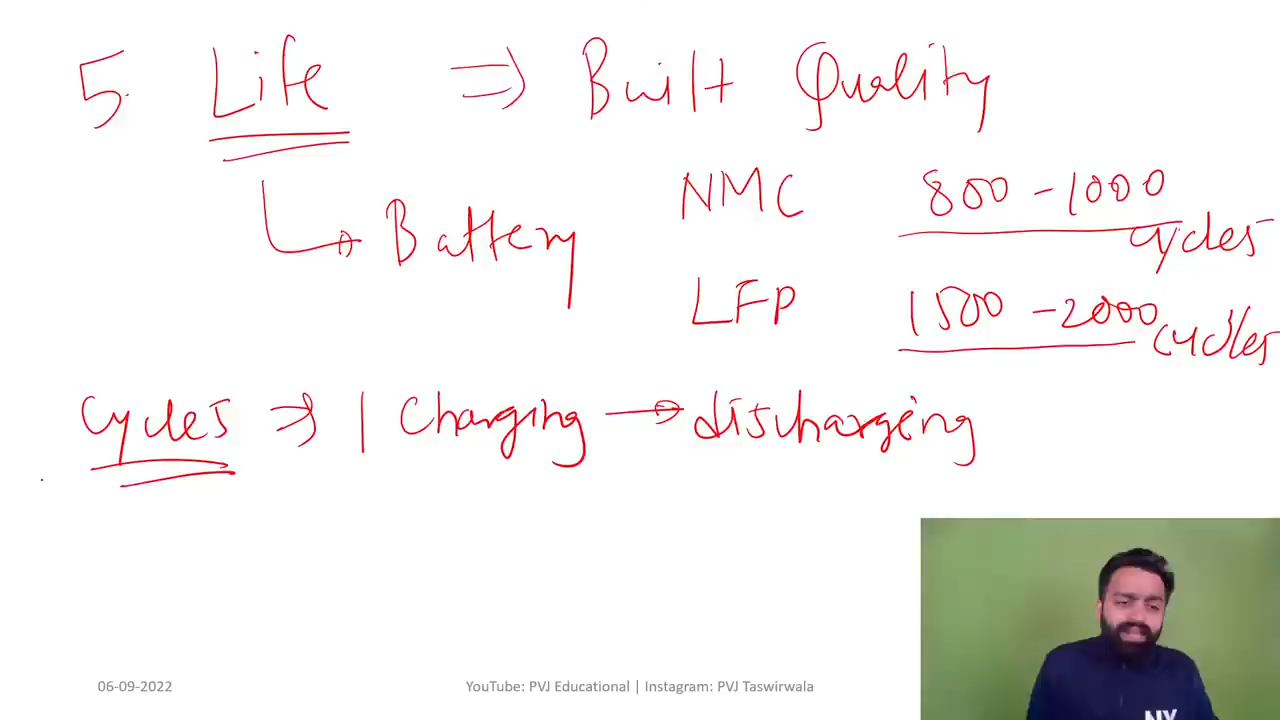 5. Life ⇒ Built Quality
NMC 800 - 1000 cycles
→ Battery
LFP 1500 - 2000 cycles
Cycles ⇒ 1 Charging → discharging
NY
06-09-2022 YouTube: PVJ Educational | Instagram: PVJ Taswirwala